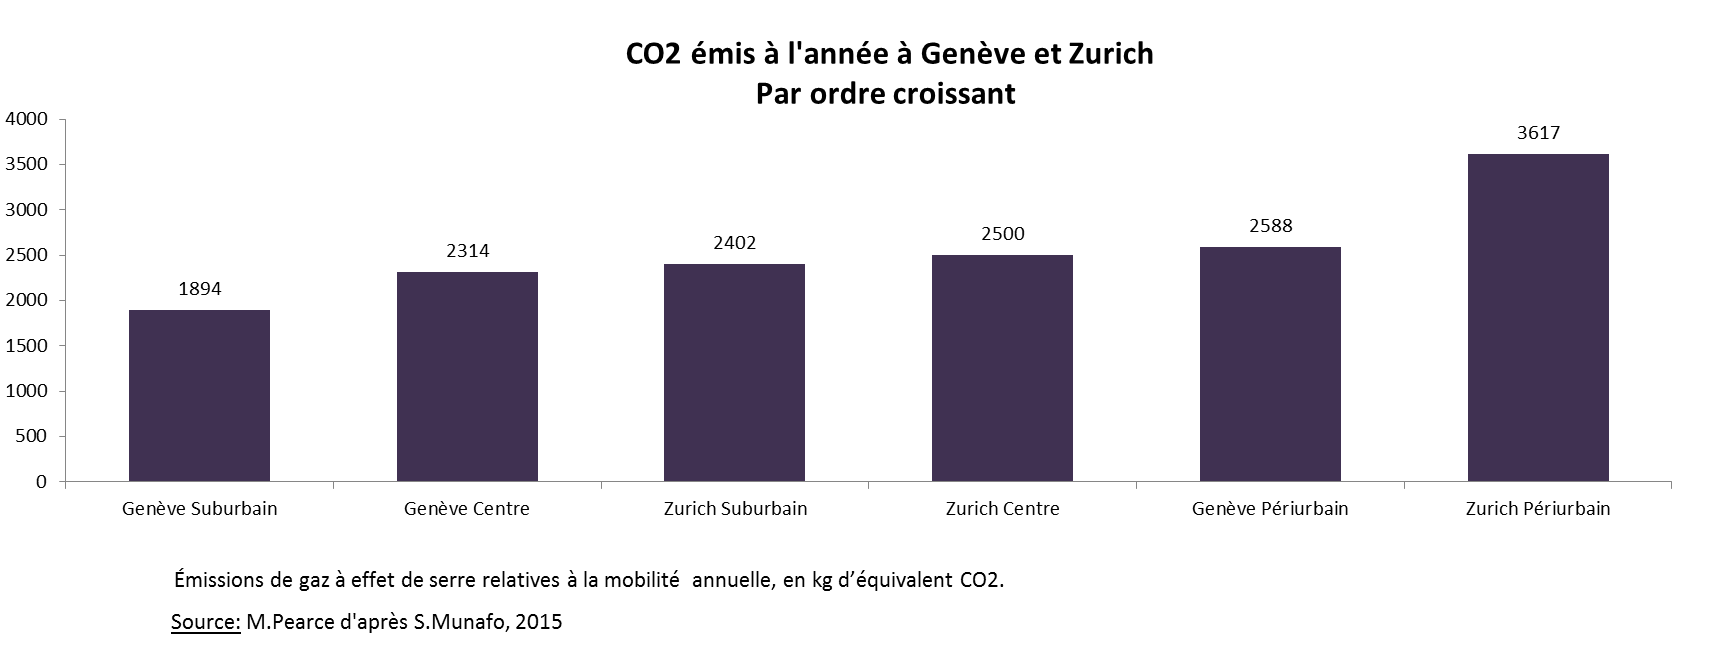 CO2 émis à l'année à Genève et Zurich
Par ordre croissant
4000
3500
3000
2500
2000
1500
1000
500
0
1894
2314
2402
2500
2588
3617
Genève Suburbain
Genève Centre
Zurich Suburbain
Zurich Centre
Genève Périurbain
Zurich Périurbain
Émissions de gaz à effet de serre relatives à la mobilité annuelle, en kg d’équivalent CO2.
Source: M.Pearce d'après S.Munafo, 2015